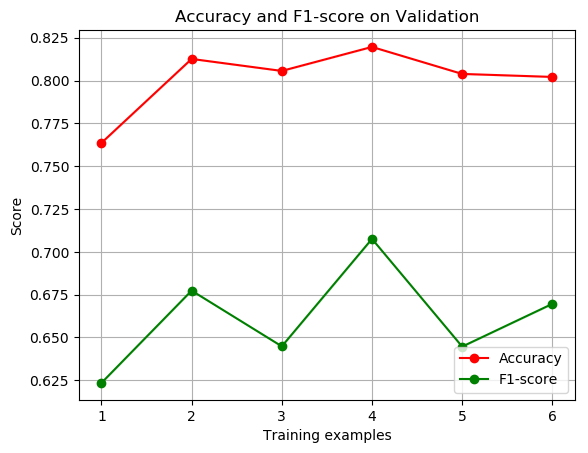 Accuracy and F1-score on Validation
0.825
0.800
0.775
0.750
0.725
0.700
0.675
0.650
0.625
Score
1 2 3 4 5 6
Training examples
Accuracy
F1-score